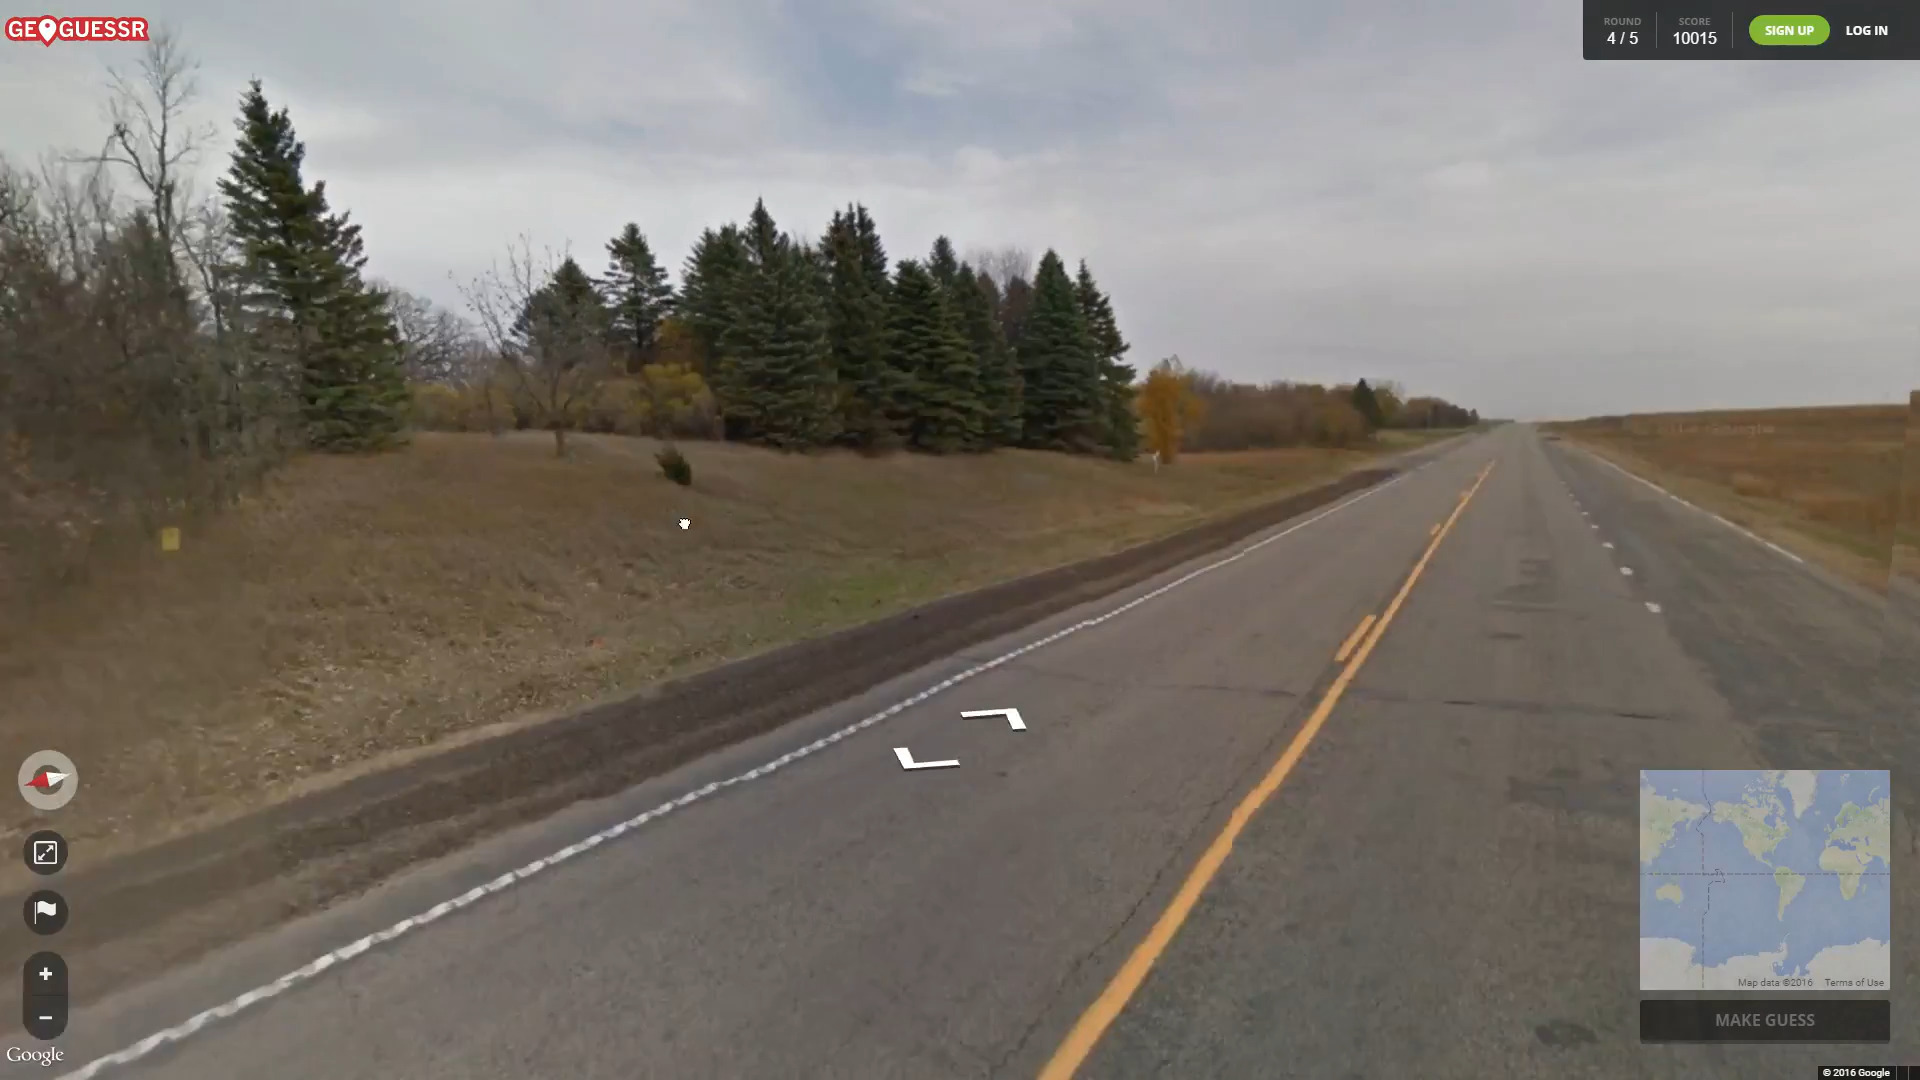 GEOGUESSR
ROUND
4 / 5
SCORE
10015
SIGN UP
LOG IN
Map data ©2016
Terms of Use
MAKE GUESS
Google
© 2016 Google